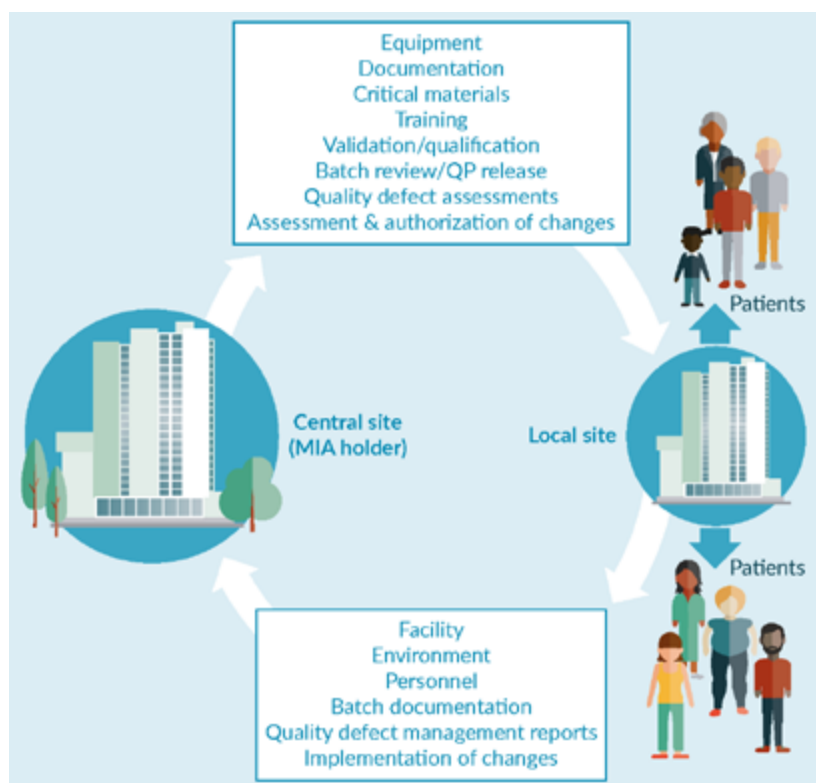 Equipment
Documentation
Critical materials
Training
Validation/qualification
Batch review/QP release
Quality defect assessments
Assessment & authorization of changes
Patients
Central site
(MIA holder)
Local site
Patients
Facility
Environment
Personnel
Batch documentation
Quality defect management reports
Implementation of changes